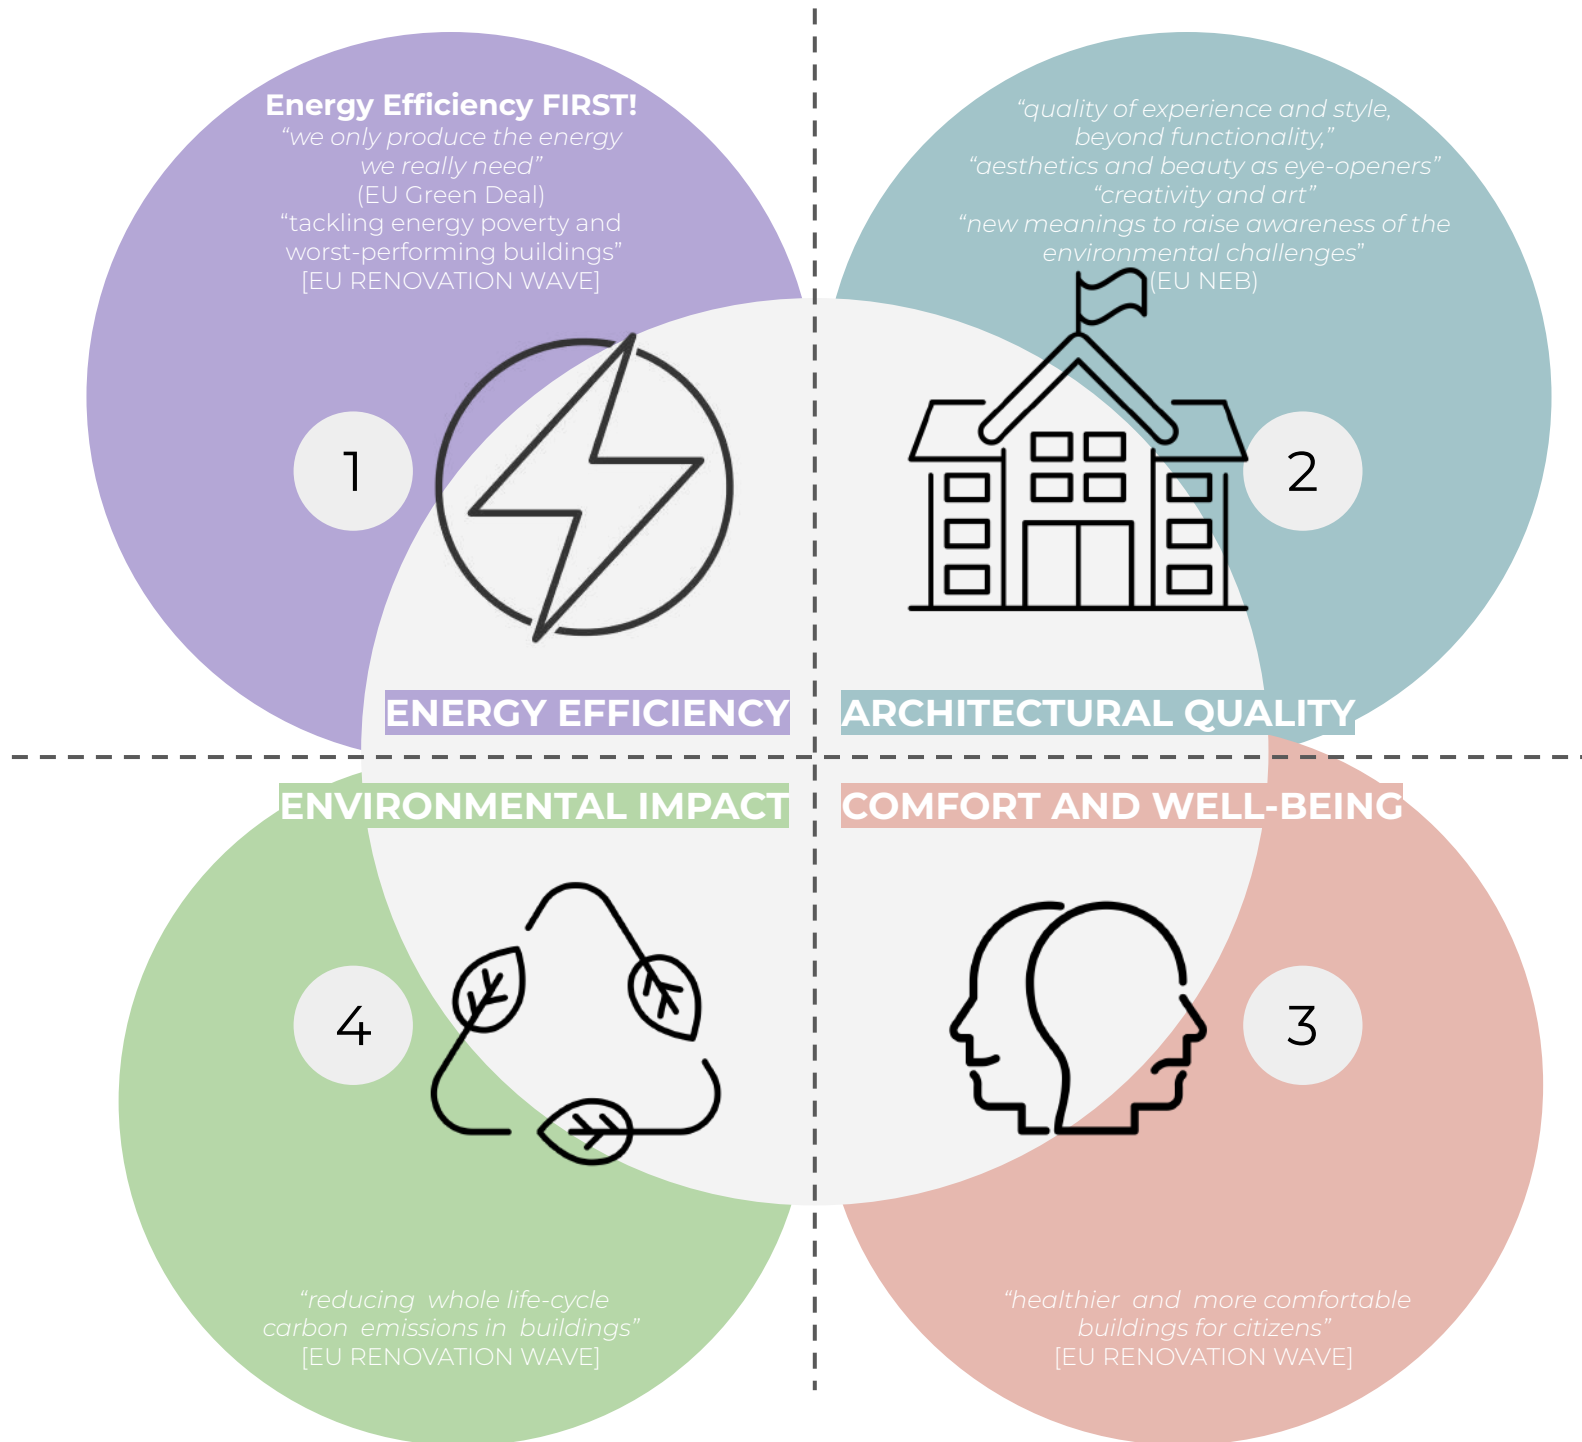 Energy Efficiency FIRST!
“we only produce the energy
we really need”
(EU Green Deal)
“tackling energy poverty and
worst-performing buildings”
[EU RENOVATION WAVE]
1
ENERGY EFFICIENCY
“quality of experience and style,
beyond functionality,”
“aesthetics and beauty as eye-openers”
“creativity and art”
“new meanings to raise awareness of the
environmental challenges”
(EU NEB)
2
ARCHITECTURAL QUALITY
ENVIRONMENTAL IMPACT
4
“reducing whole life-cycle
carbon emissions in buildings”
[EU RENOVATION WAVE]
COMFORT AND WELL-BEING
3
“healthier and more comfortable
buildings for citizens”
[EU RENOVATION WAVE]